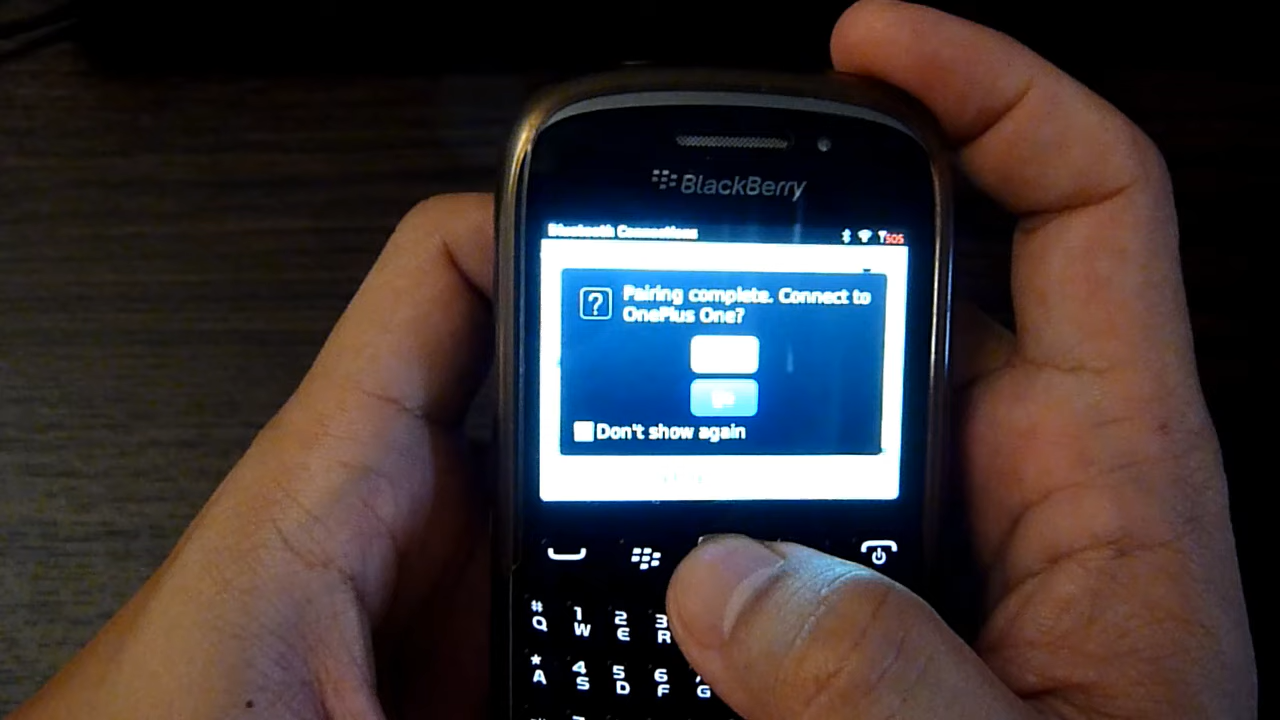 BlackBerry
Bluetooth Connections
SOS
Pairing complete. Connect to
OnePlus One?
Don't show again
# 1 2 3
Q W E R
* 4 5 6
A S D F G